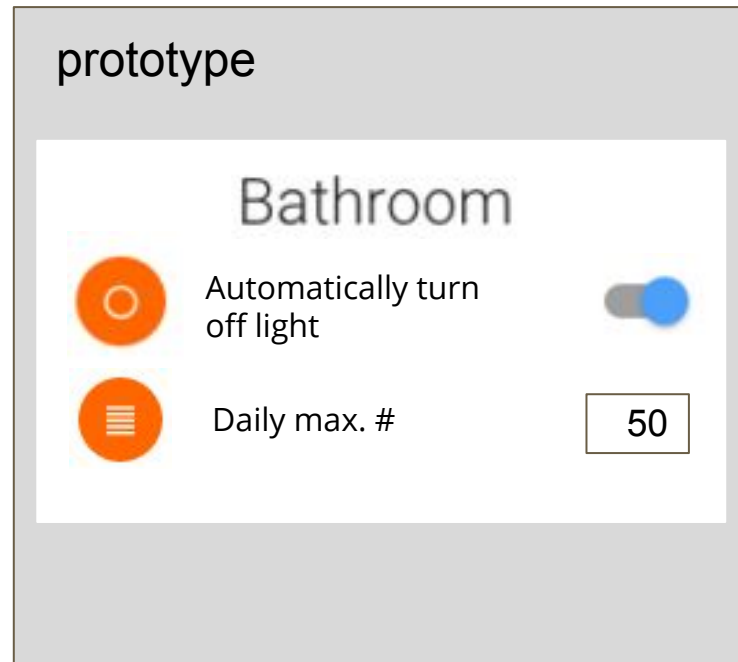 prototype
Bathroom
Automatically turn
off light
Daily max. #
50